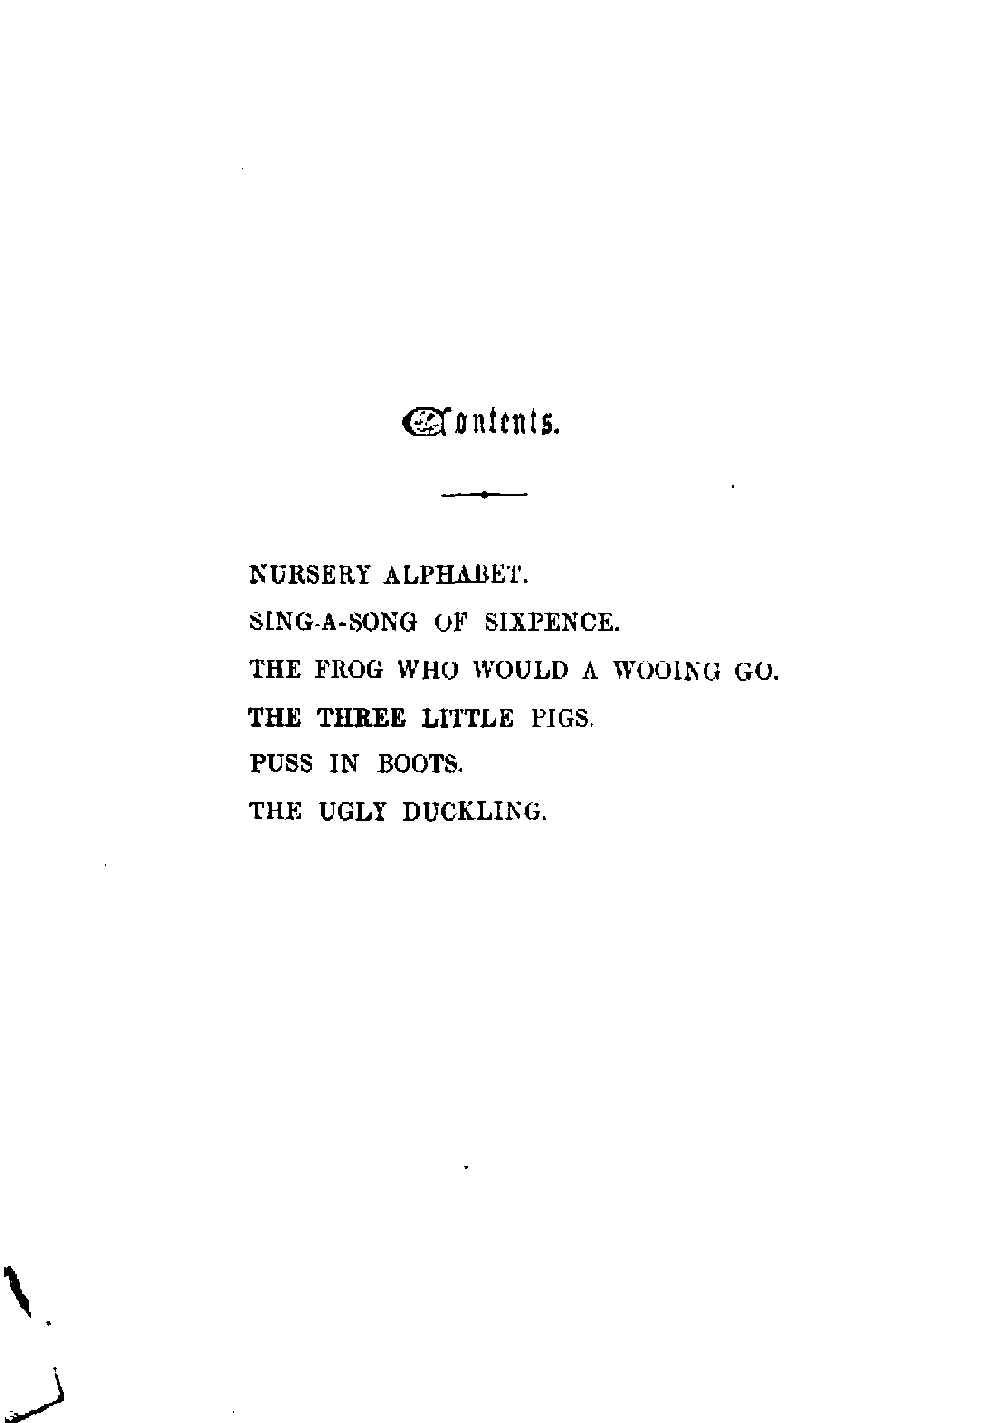 Contents.
NURSERY ALPHABET.
SING-A-SONG OF SIXPENCE.
THE FROG WHO WOULD A WOOING GO.
THE THREE LITTLE PIGS.
PUSS IN BOOTS.
THE UGLY DUCKLING.